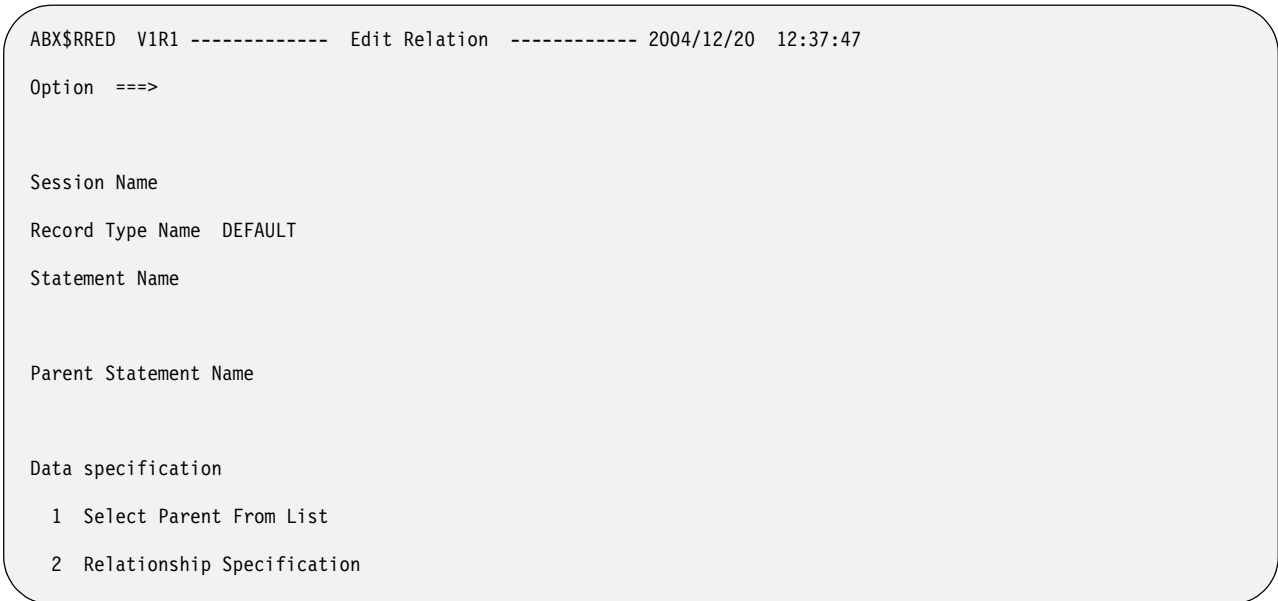 ABX$RRED  V1R1 -------------  Edit Relation  ------------ 2004/12/20  12:37:47
Option  ===>
Session Name
Record Type Name  DEFAULT
Statement Name
Parent Statement Name
Data specification
1  Select Parent From List
2  Relationship Specification